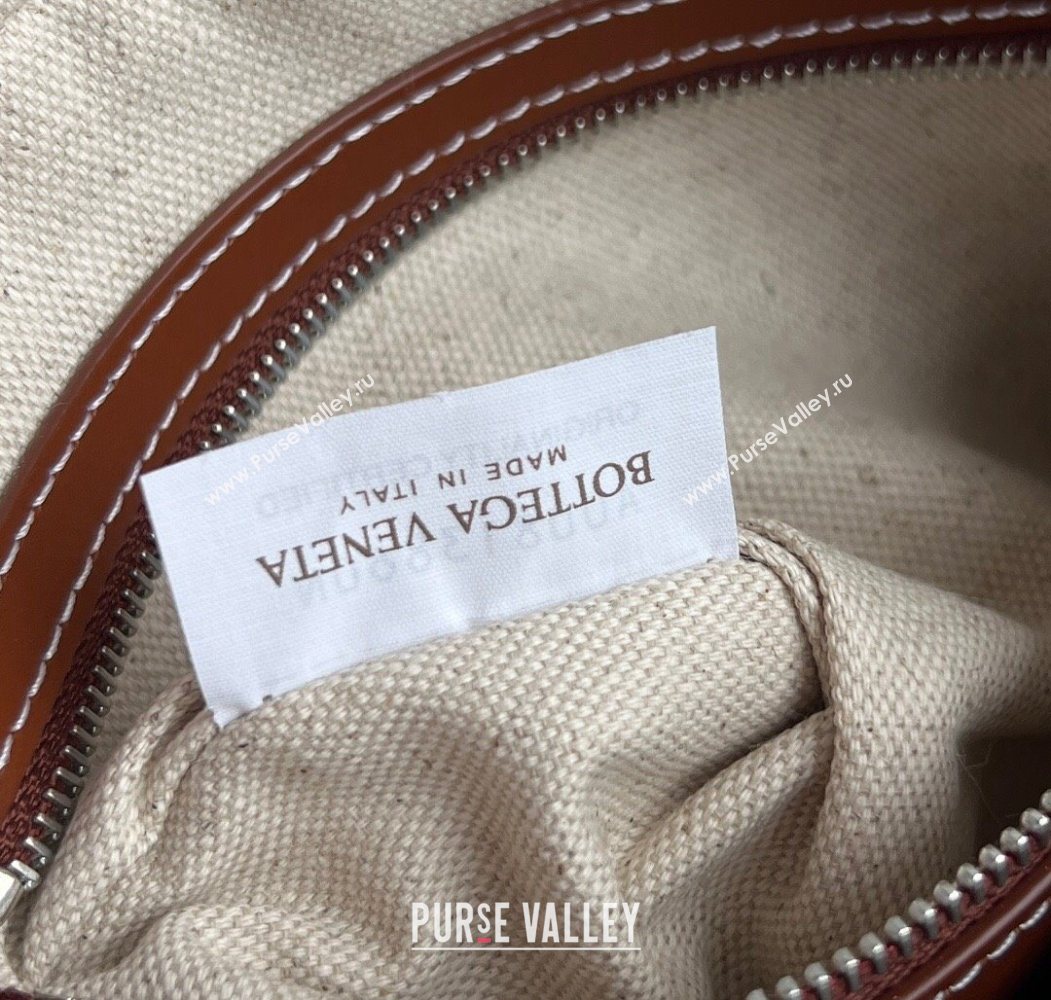 BOTTEGA VENETA
MADE IN ITALY
www.PurseValley.ru
www.PurseValley.ru
PURSE VALLEY